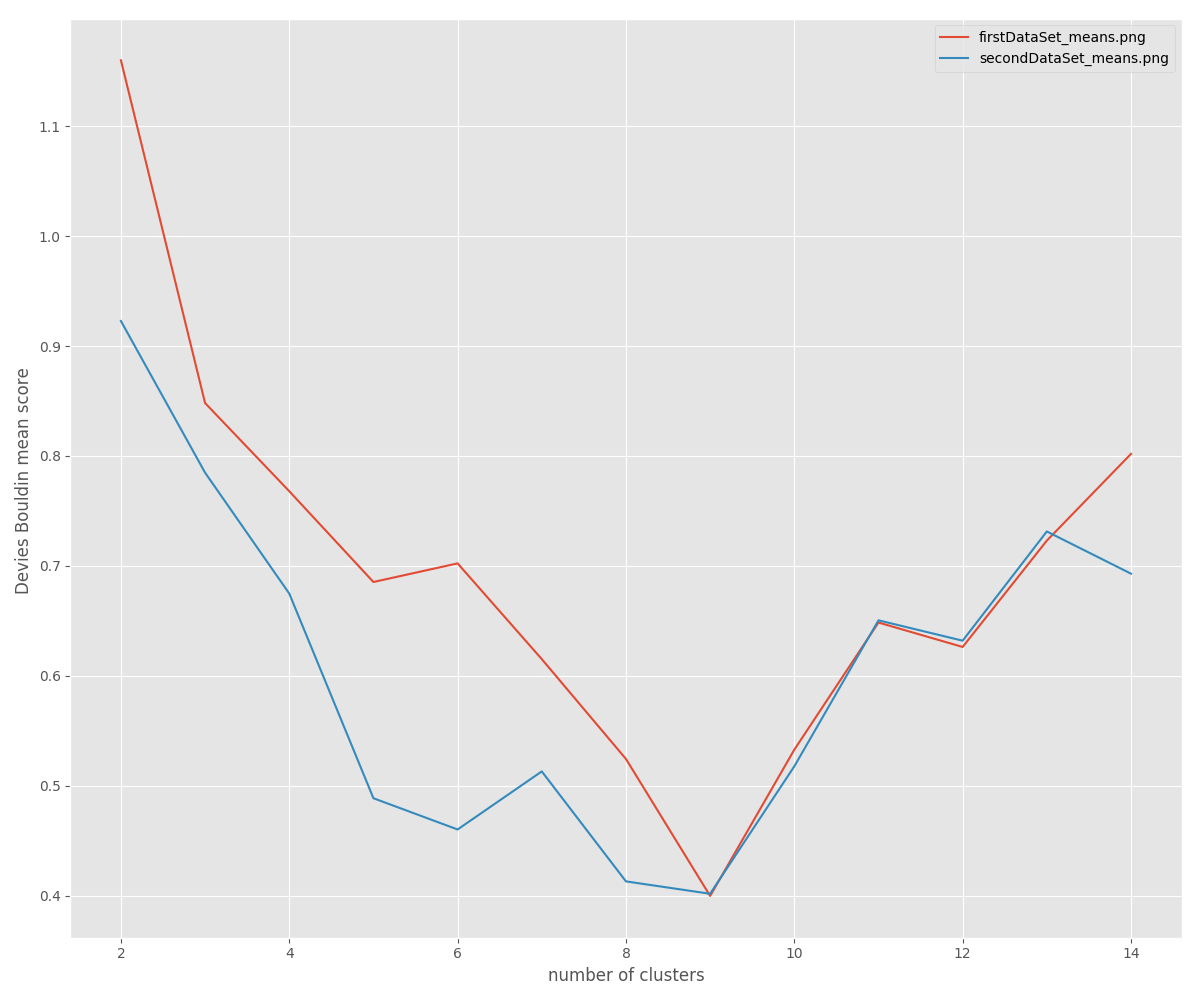 firstDataSet_means.png
secondDataSet_means.png
1.1
1.0
0.9
0.8
0.7
0.6
0.5
0.4
Devies Bouldin mean score
2 4 6 8 10 12 14
number of clusters